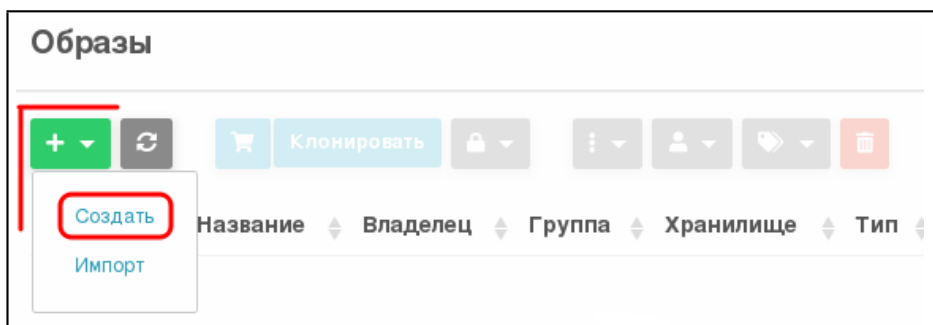 Образы
Клонировать
Создать
Название Владелец Группа Хранилище Тип
Импорт